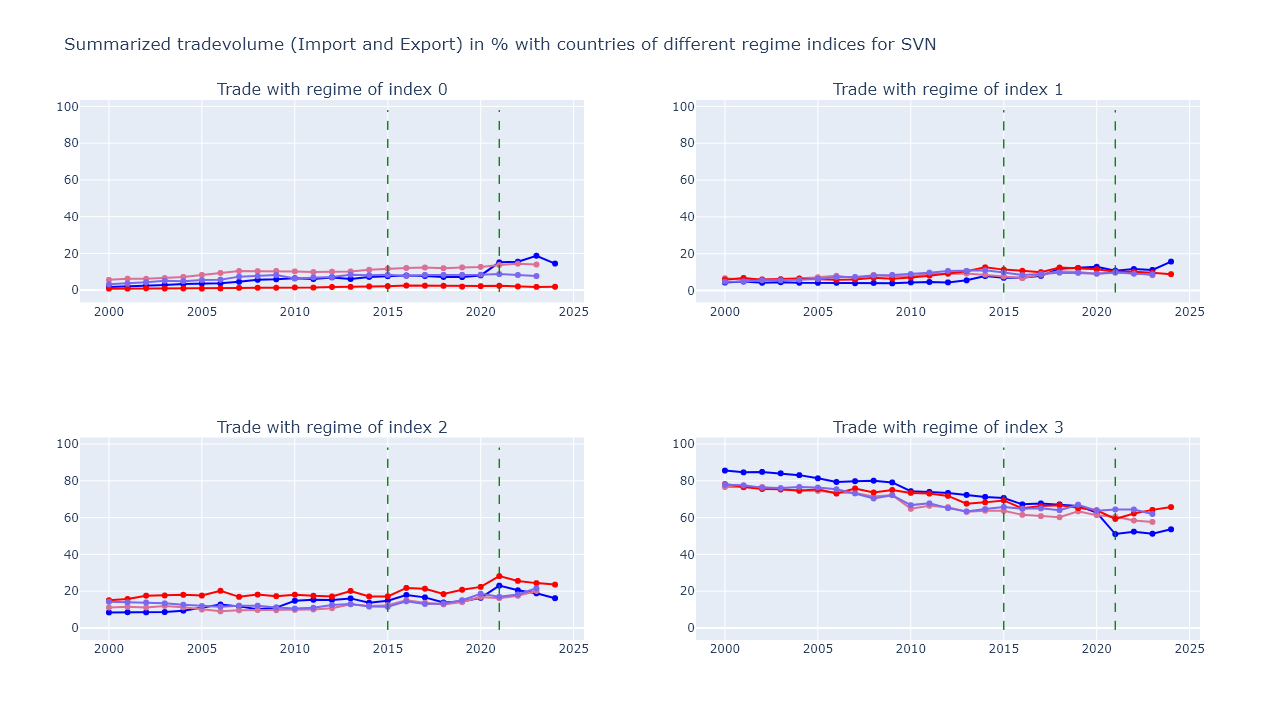 Summarized tradevolume (Import and Export) in % with countries of different regime indices for SVN
Trade with regime of index 0
100
80
60
40
20
0
2000 2005 2010 2015 2020 2025
Trade with regime of index 1
100
80
60
40
20
0
2000 2005 2010 2015 2020 2025
Trade with regime of index 2
100
80
60
40
20
0
2000 2005 2010 2015 2020 2025
Trade with regime of index 3
100
80
60
40
20
0
2000 2005 2010 2015 2020 2025